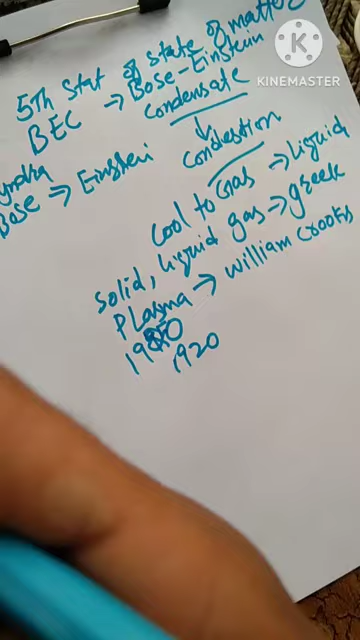 5Th Stat of State of matter
BEC → Bose-Einstein
Condensate
↓
Condestion
Bose → Einstein
Cool to Gas → Liquid
Solid, Liquid gas → greek
Plasma → William Crooks
1920
K
KINEMASTER